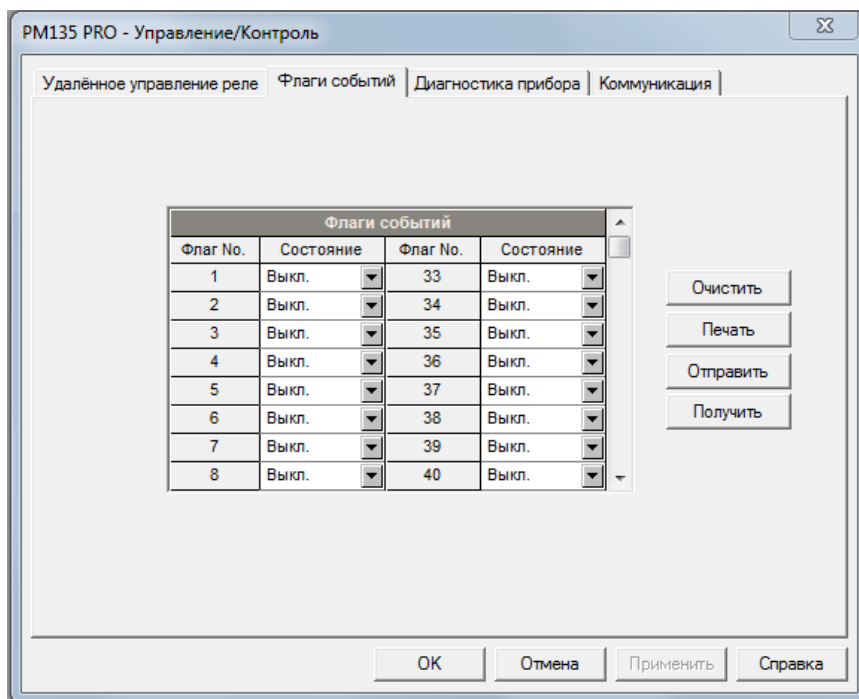 PM135 PRO - Управление/Контроль
Удалённое управление реле Флаги событий Диагностика прибора Коммуникация
Флаги событий
Флаг No. Состояние Флаг No. Состояние
1 Выкл. 33 Выкл.
2 Выкл. 34 Выкл.
3 Выкл. 35 Выкл.
4 Выкл. 36 Выкл.
5 Выкл. 37 Выкл.
6 Выкл. 38 Выкл.
7 Выкл. 39 Выкл.
8 Выкл. 40 Выкл.
Очистить
Печать
Отправить
Получить
OK Отмена Применить Справка